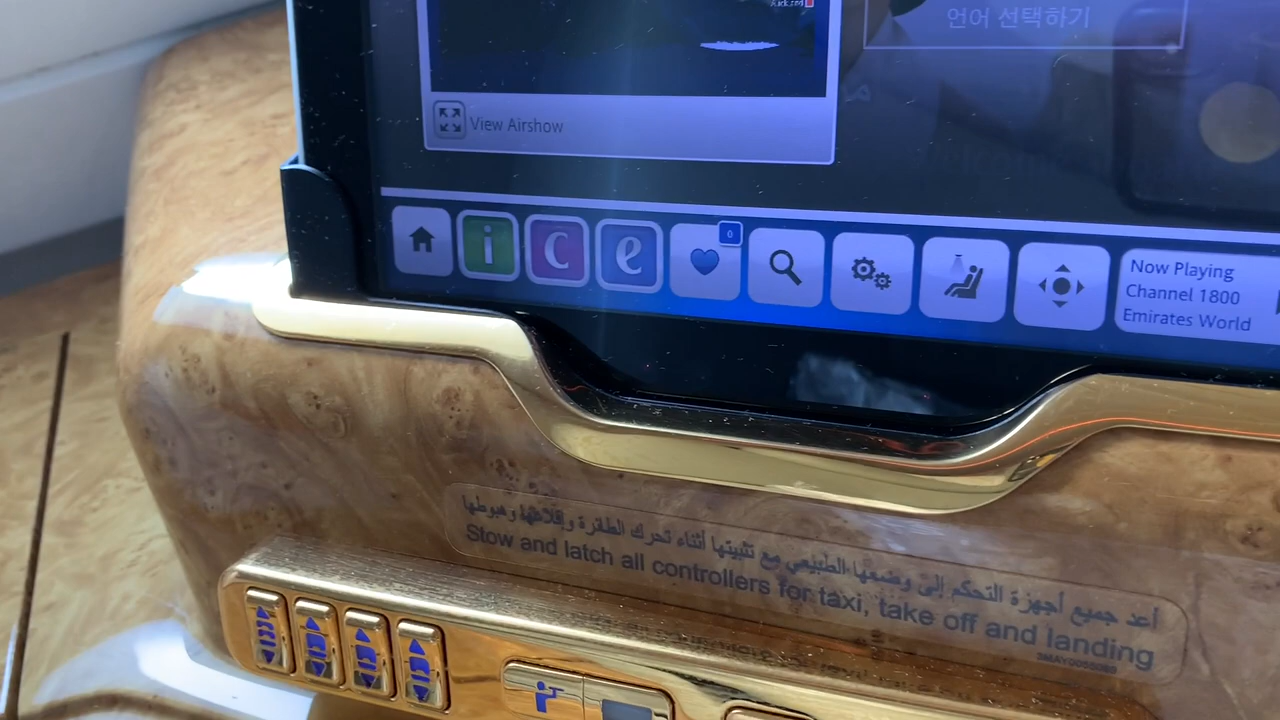 언어 선택하기
View Airshow
i c e
0
Now Playing
Channel 1800
Emirates World
أعد جميع أجهزة التحكم إلى وضعها الطبيعي مع تثبيتها أثناء تحرك الطائرة وإقلاعها وهبوطها
Stow and latch all controllers for taxi, take off and landing